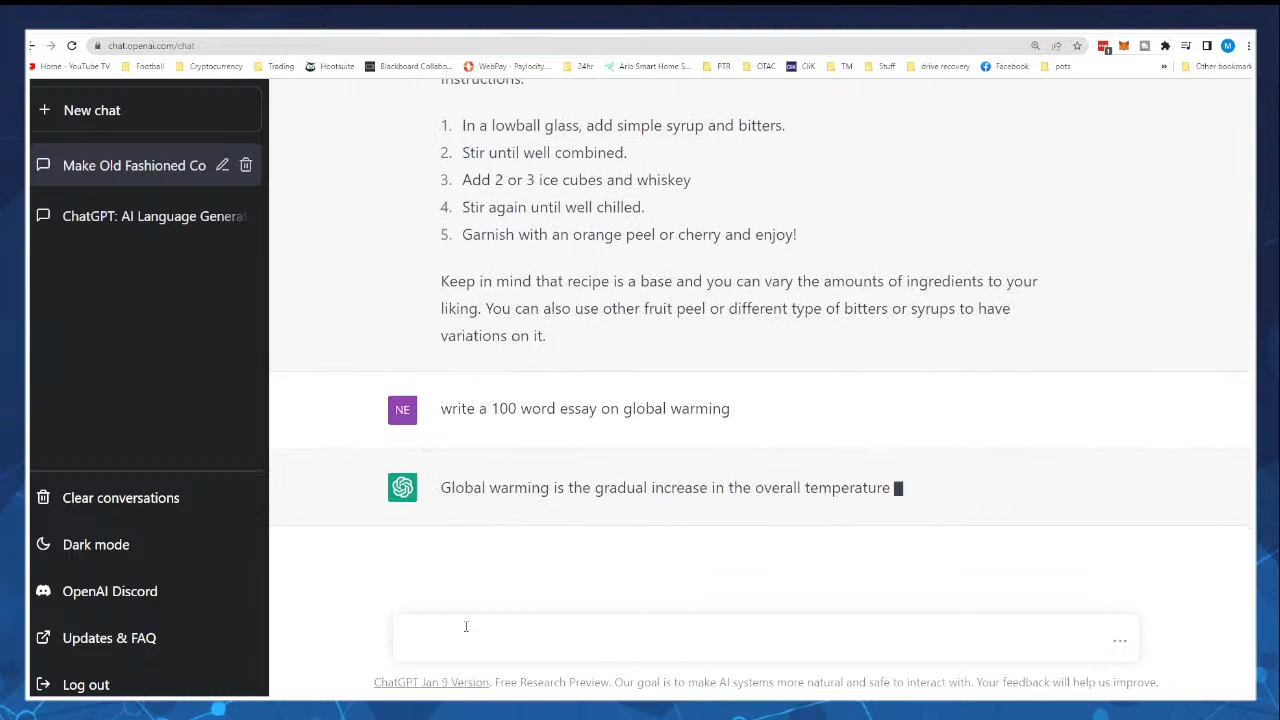 chat.openai.com/chat
Home - YouTube TV Football Cryptocurrency Trading Hootsuite Blackboard Collabo... WebPay - Paylocity... 24hr Arlo Smart Home S... PTR OTAC CliK TM Stuff drive recovery Facebook pots » Other bookmark
New chat
Make Old Fashioned Co
ChatGPT: AI Language Genera
Clear conversations
Dark mode
OpenAI Discord
Updates & FAQ
Log out
Instructions:
1. In a lowball glass, add simple syrup and bitters.
2. Stir until well combined.
3. Add 2 or 3 ice cubes and whiskey
4. Stir again until well chilled.
5. Garnish with an orange peel or cherry and enjoy!
Keep in mind that recipe is a base and you can vary the amounts of ingredients to your
liking. You can also use other fruit peel or different type of bitters or syrups to have
variations on it.
NE write a 100 word essay on global warming
Global warming is the gradual increase in the overall temperature
ChatGPT Jan 9 Version. Free Research Preview. Our goal is to make AI systems more natural and safe to interact with. Your feedback will help us improve.